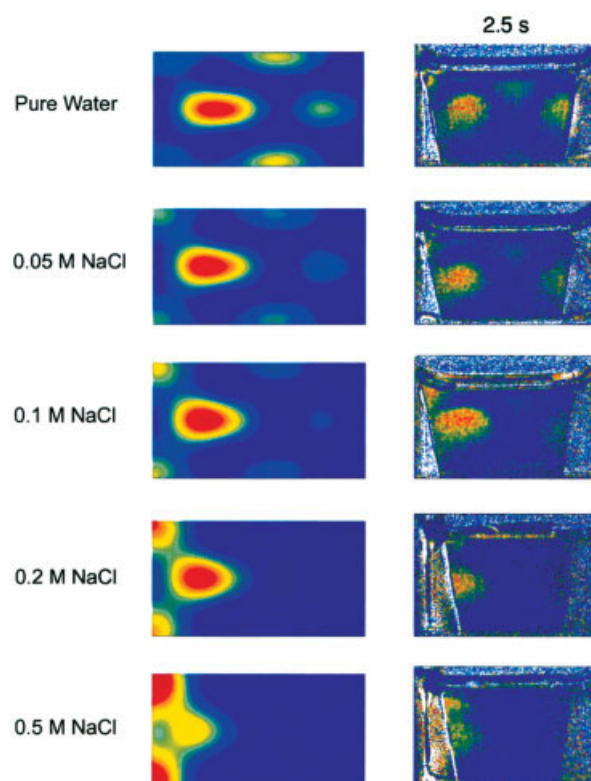 2.5 s
Pure Water
0.05 M NaCl
0.1 M NaCl
0.2 M NaCl
0.5 M NaCl